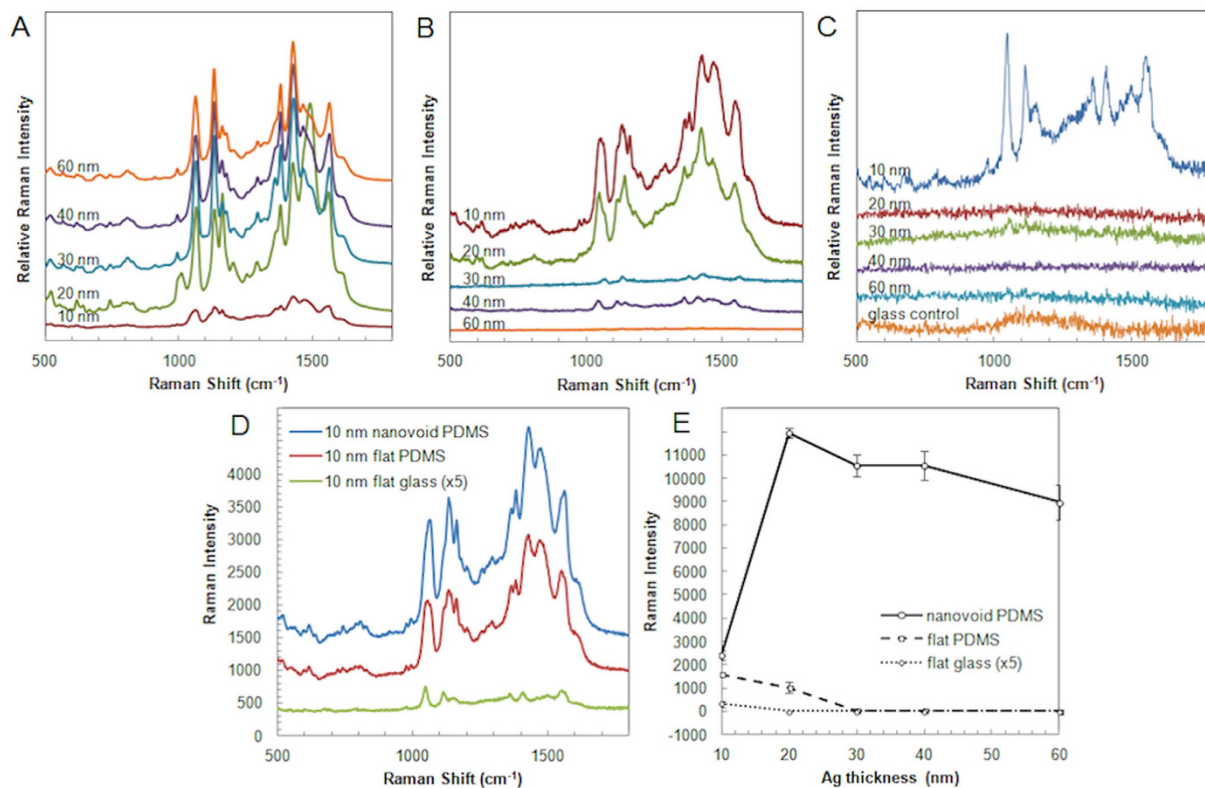 A
Relative Raman Intensity
60 nm
40 nm
30 nm
20 nm
10 nm
500 1000 1500
Raman Shift (cm-1)
B
Relative Raman Intensity
10 nm
20 nm
30 nm
40 nm
60 nm
500 1000 1500
Raman Shift (cm-1)
C
Relative Raman Intensity
10 nm
20 nm
30 nm
40 nm
60 nm
glass control
500 1000 1500
Raman Shift (cm-1)
D
Raman Intensity
10 nm nanovoid PDMS
10 nm flat PDMS
10 nm flat glass (x5)
4000
3500
3000
2500
2000
1500
1000
500
0
500 1000 1500
Raman Shift (cm-1)
E
Raman Intensity
11000
10000
9000
8000
7000
6000
5000
4000
3000
2000
1000
0
-1000
nanovoid PDMS
flat PDMS
flat glass (x5)
10 20 30 40 50 60
Ag thickness (nm)